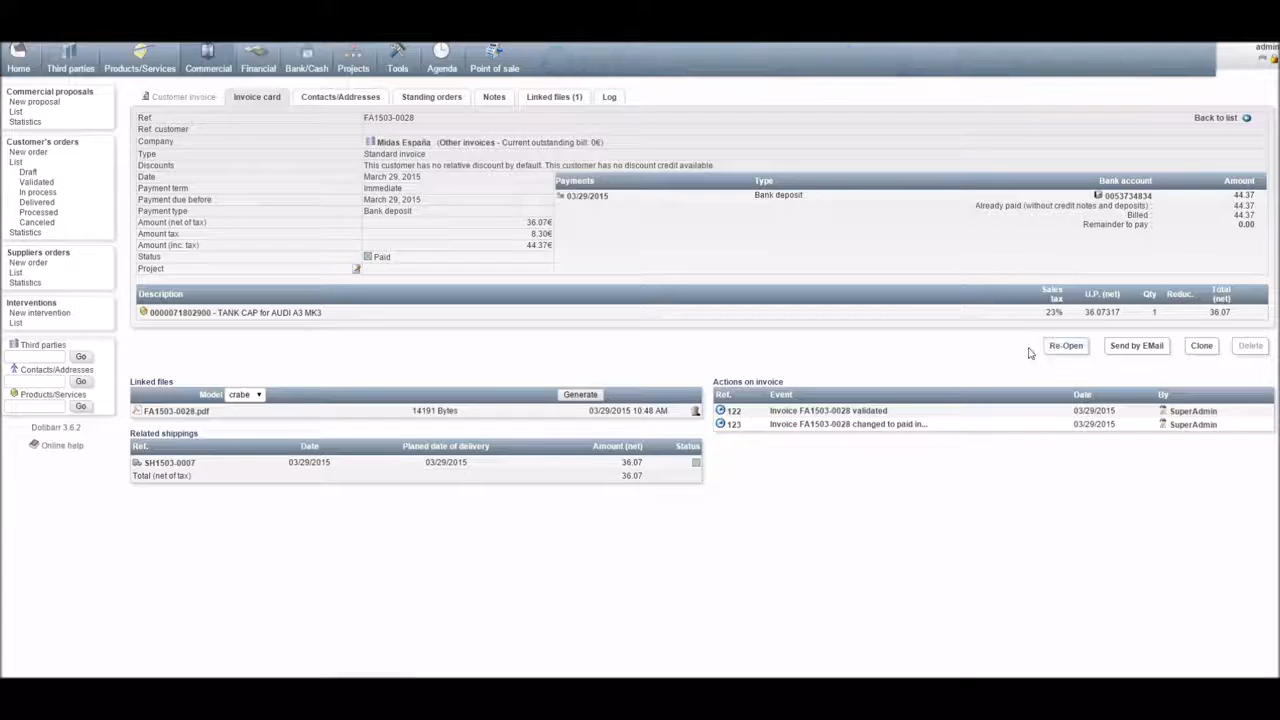 admin
Home Third parties Products/Services Commercial Financial Bank/Cash Projects Tools Agenda Point of sale
Commercial proposals
New proposal
List
Statistics
Customer's orders
New order
List
Draft
Validated
In process
Delivered
Processed
Canceled
Statistics
Suppliers orders
New order
List
Statistics
Interventions
New intervention
List
Third parties
Go
Contacts/Addresses
Go
Products/Services
Go
Dolibarr 3.6.2
Online help
Customer invoice Invoice card Contacts/Addresses Standing orders Notes Linked files (1) Log
Ref. FA1503-0028 Back to list
Ref. customer
Company Midas España (Other invoices - Current outstanding bill: 0€)
Type Standard invoice
Discounts This customer has no relative discount by default. This customer has no discount credit available.
Date March 29, 2015
Payment term Immediate
Payment due before March 29, 2015
Payment type Bank deposit
Amount (net of tax) 36.07€
Amount tax 8.30€
Amount (inc. tax) 44.37€
Status Paid
Project
Payments Type Bank account Amount
03/29/2015 Bank deposit 0053734834 44.37
Already paid (without credit notes and deposits) : 44.37
Billed : 44.37
Remainder to pay : 0.00
Description Sales tax U.P. (net) Qty Reduc. Total (net)
0000071802900 - TANK CAP for AUDI A3 MK3 23% 36.07317 1 36.07
Re-Open Send by EMail Clone Delete
Linked files
Model crabe Generate
FA1503-0028.pdf 14191 Bytes 03/29/2015 10:48 AM
Related shippings
Ref. Date Planed date of delivery Amount (net) Status
SH1503-0007 03/29/2015 03/29/2015 36.07
Total (net of tax) 36.07
Actions on invoice
Ref. Event Date By
122 Invoice FA1503-0028 validated 03/29/2015 SuperAdmin
123 Invoice FA1503-0028 changed to paid in... 03/29/2015 SuperAdmin